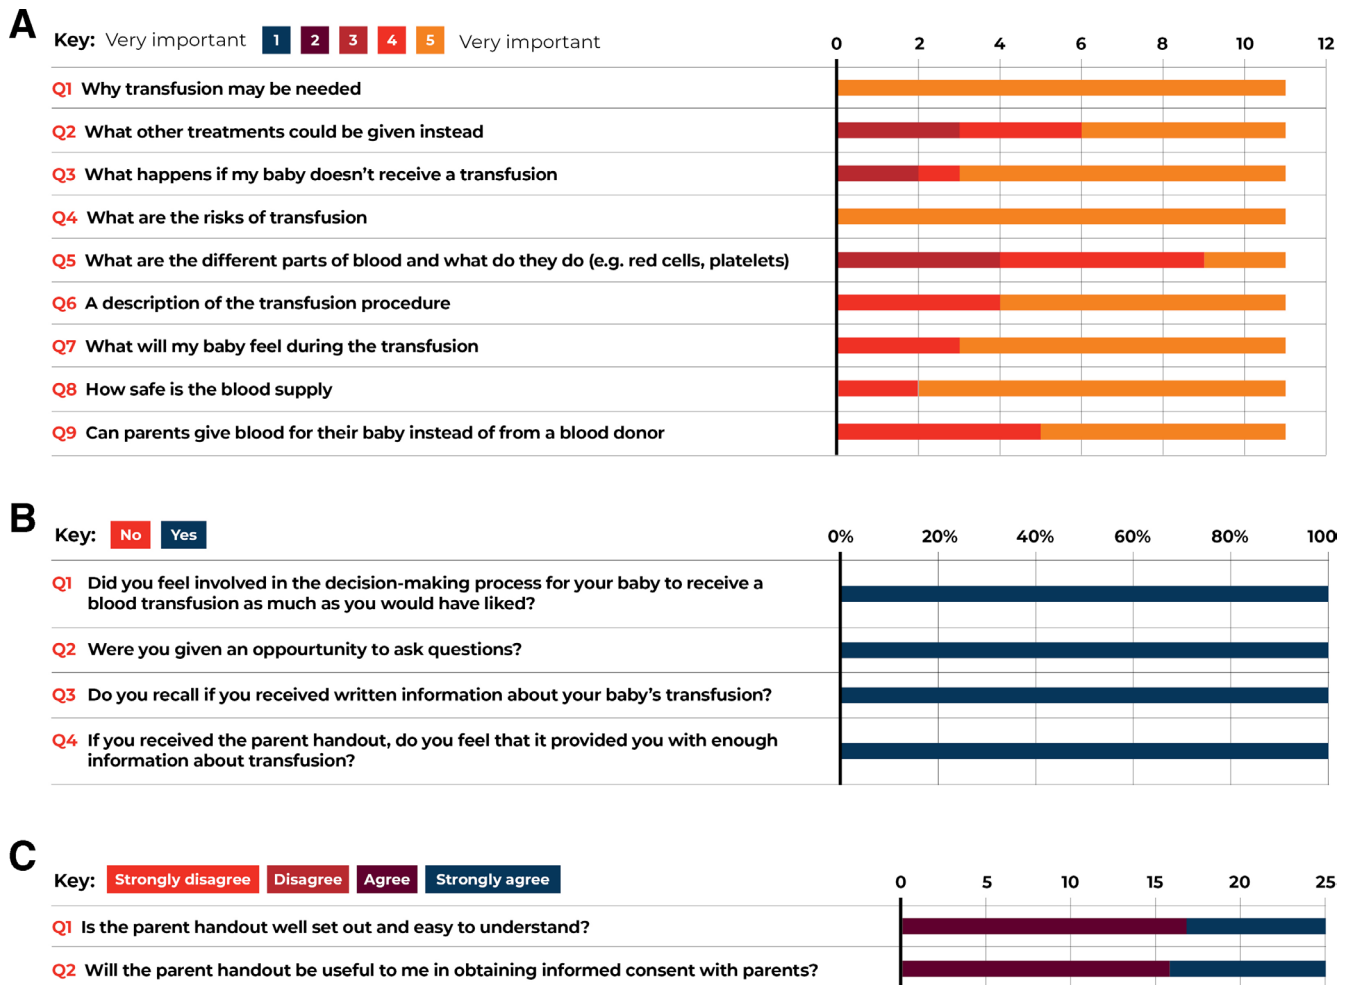 A
Key: Very important 1 2 3 4 5 Very important
0 2 4 6 8 10 12
Q1 Why transfusion may be needed
Q2 What other treatments could be given instead
Q3 What happens if my baby doesn't receive a transfusion
Q4 What are the risks of transfusion
Q5 What are the different parts of blood and what do they do (e.g. red cells, platelets)
Q6 A description of the transfusion procedure
Q7 What will my baby feel during the transfusion
Q8 How safe is the blood supply
Q9 Can parents give blood for their baby instead of from a blood donor
B
Key: No Yes
0% 20% 40% 60% 80% 100
Q1 Did you feel involved in the decision-making process for your baby to receive a
blood transfusion as much as you would have liked?
Q2 Were you given an oppourtunity to ask questions?
Q3 Do you recall if you received written information about your baby's transfusion?
Q4 If you received the parent handout, do you feel that it provided you with enough
information about transfusion?
C
Key: Strongly disagree Disagree Agree Strongly agree
0 5 10 15 20 25
Q1 Is the parent handout well set out and easy to understand?
Q2 Will the parent handout be useful to me in obtaining informed consent with parents?